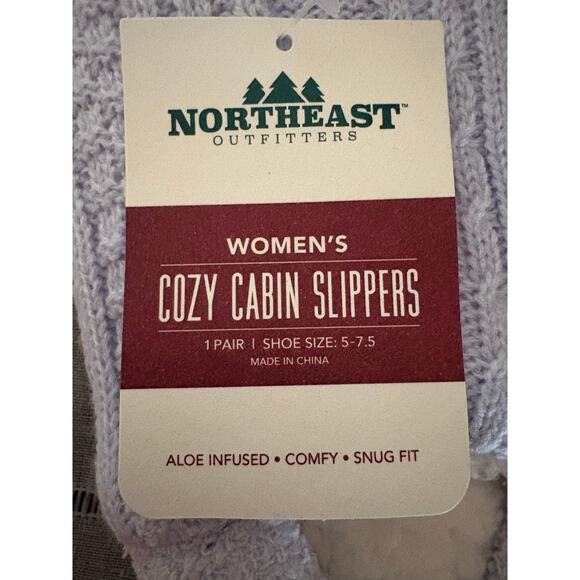 NORTHEAST™
OUTFITTERS
WOMEN'S
COZY CABIN SLIPPERS
1 PAIR | SHOE SIZE: 5-7.5
MADE IN CHINA
ALOE INFUSED • COMFY • SNUG FIT